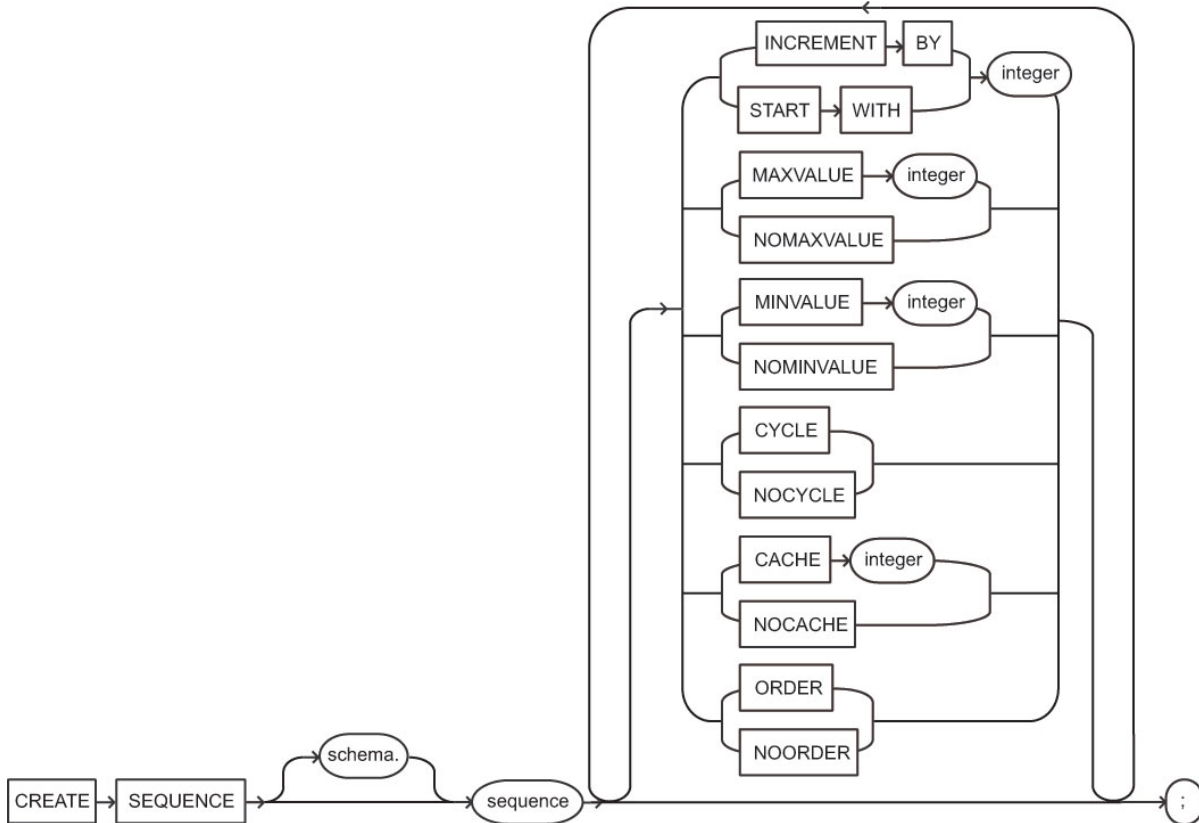 INCREMENT BY
integer
START WITH
MAXVALUE integer
NOMAXVALUE
MINVALUE integer
NOMINVALUE
CYCLE
NOCYCLE
CACHE integer
NOCACHE
ORDER
NOORDER
schema.
CREATE SEQUENCE sequence ;